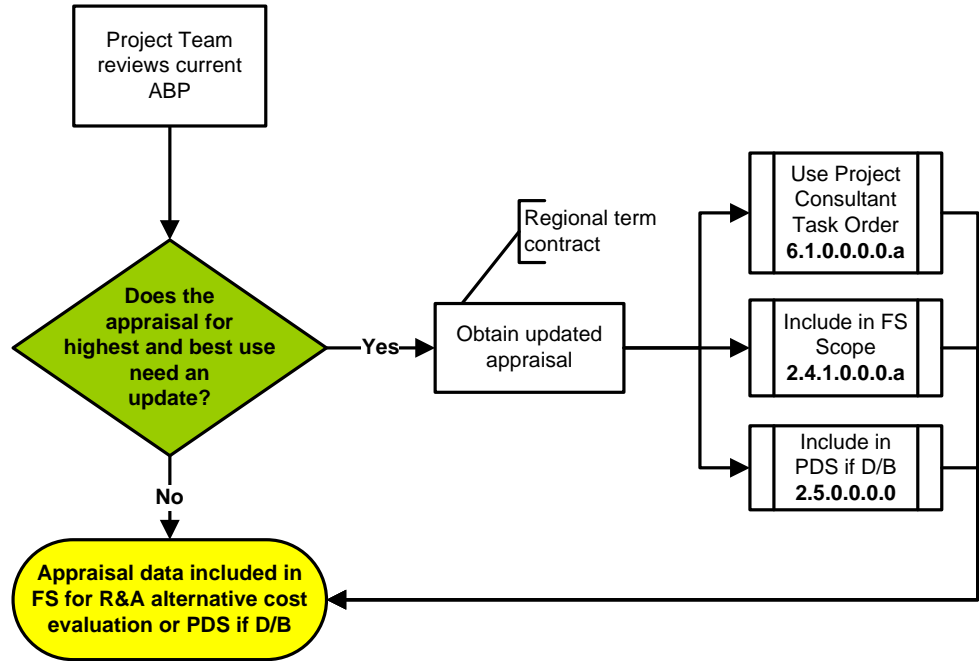 Project Team
reviews current
ABP
Does the
appraisal for
highest and best use
need an
update?
Yes
No
Regional term
contract
Obtain updated
appraisal
Use Project
Consultant
Task Order
6.1.0.0.0.0.a
Include in FS
Scope
2.4.1.0.0.0.a
Include in
PDS if D/B
2.5.0.0.0.0
Appraisal data included in
FS for R&A alternative cost
evaluation or PDS if D/B